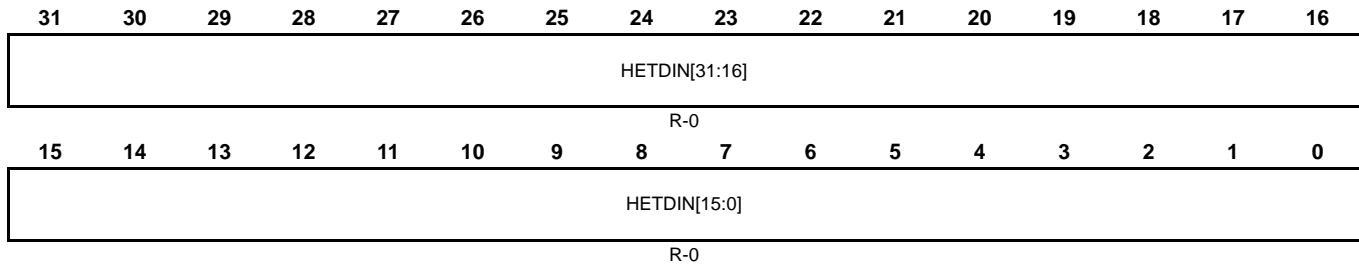 31 30 29 28 27 26 25 24 23 22 21 20 19 18 17 16
HETDIN[31:16]
R-0
15 14 13 12 11 10 9 8 7 6 5 4 3 2 1 0
HETDIN[15:0]
R-0